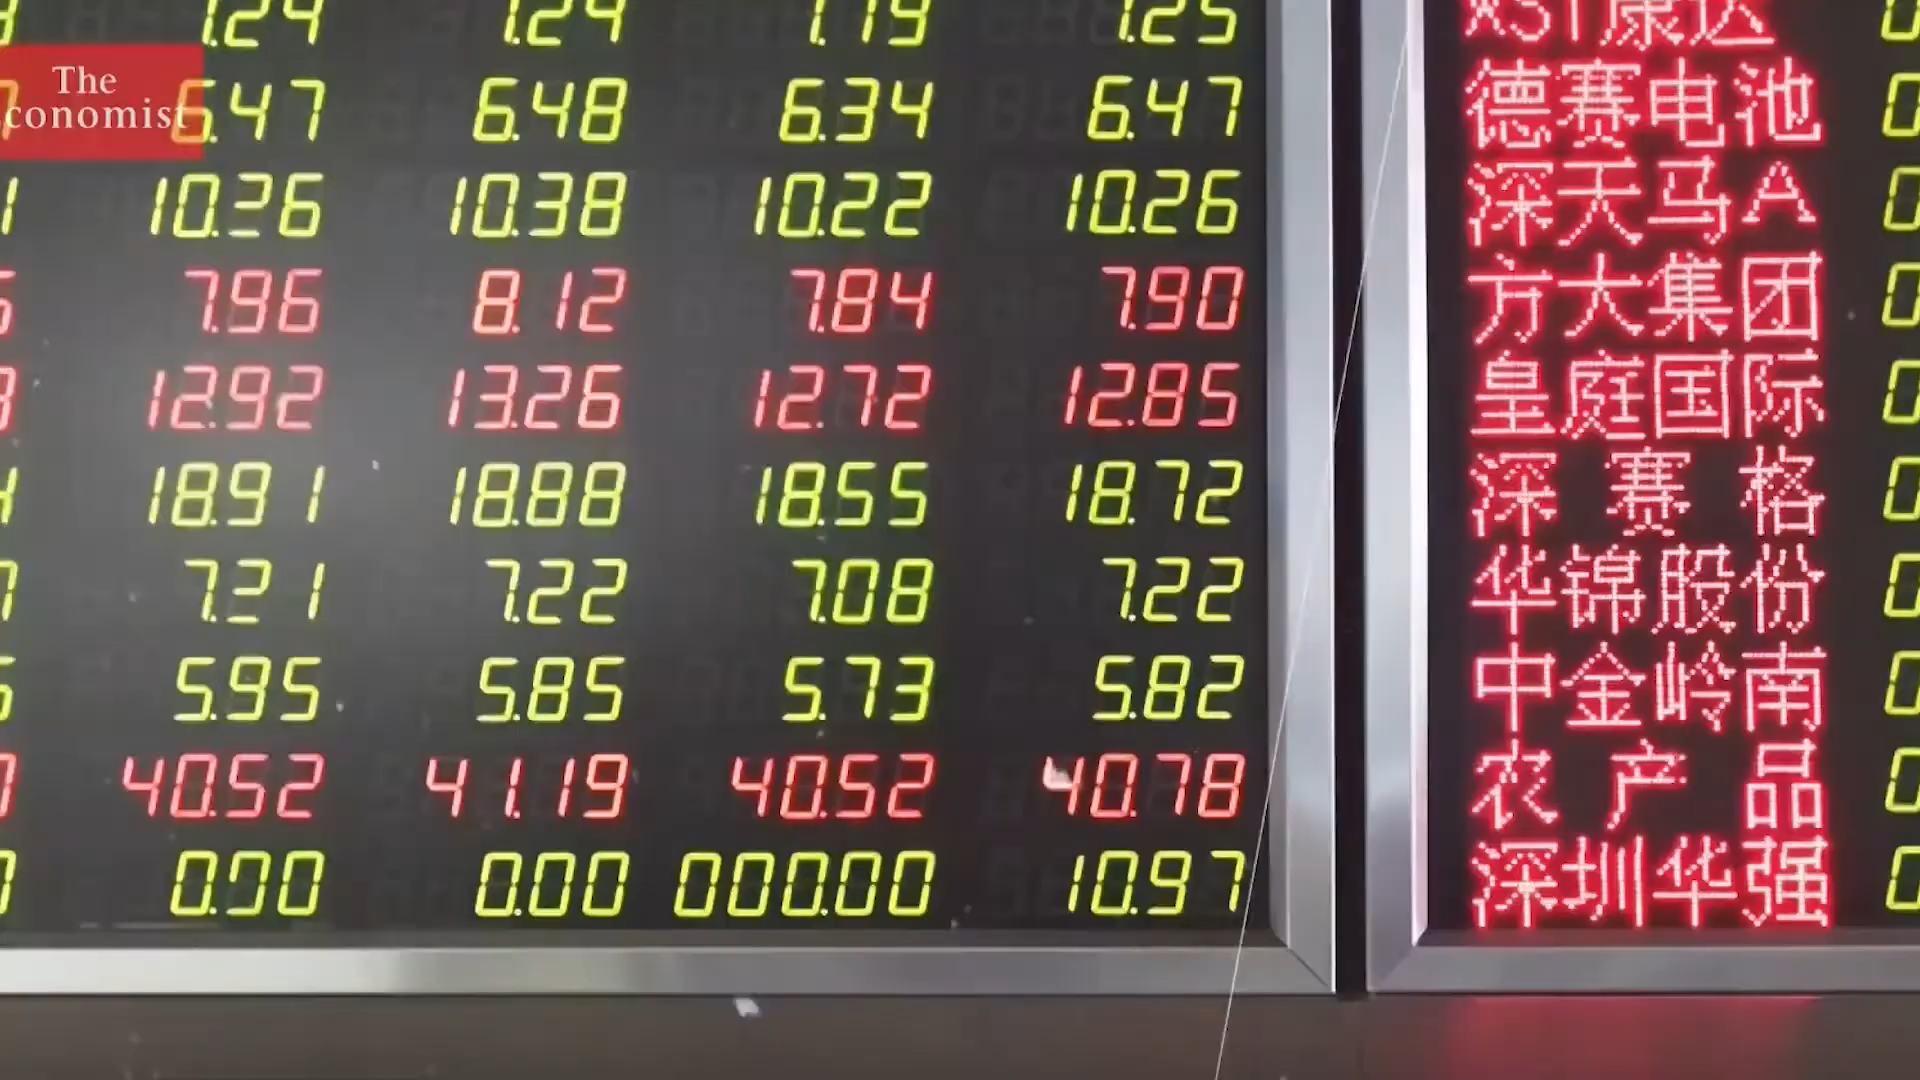 The
conomist
1.24 1.24 1.19 1.25
6.47 6.48 6.34 6.47
10.26 10.38 10.22 10.26
7.96 8.12 7.84 7.90
12.92 13.26 12.72 12.85
18.91 18.88 18.55 18.72
7.21 7.22 7.08 7.22
5.95 5.85 5.73 5.82
40.52 41.19 40.52 40.78
0.00 0.00 000.00 10.97
*ST康达
德赛电池
深天马A
方大集团
皇庭国际
深赛格
华锦股份
中金岭南
农产品
深圳华强